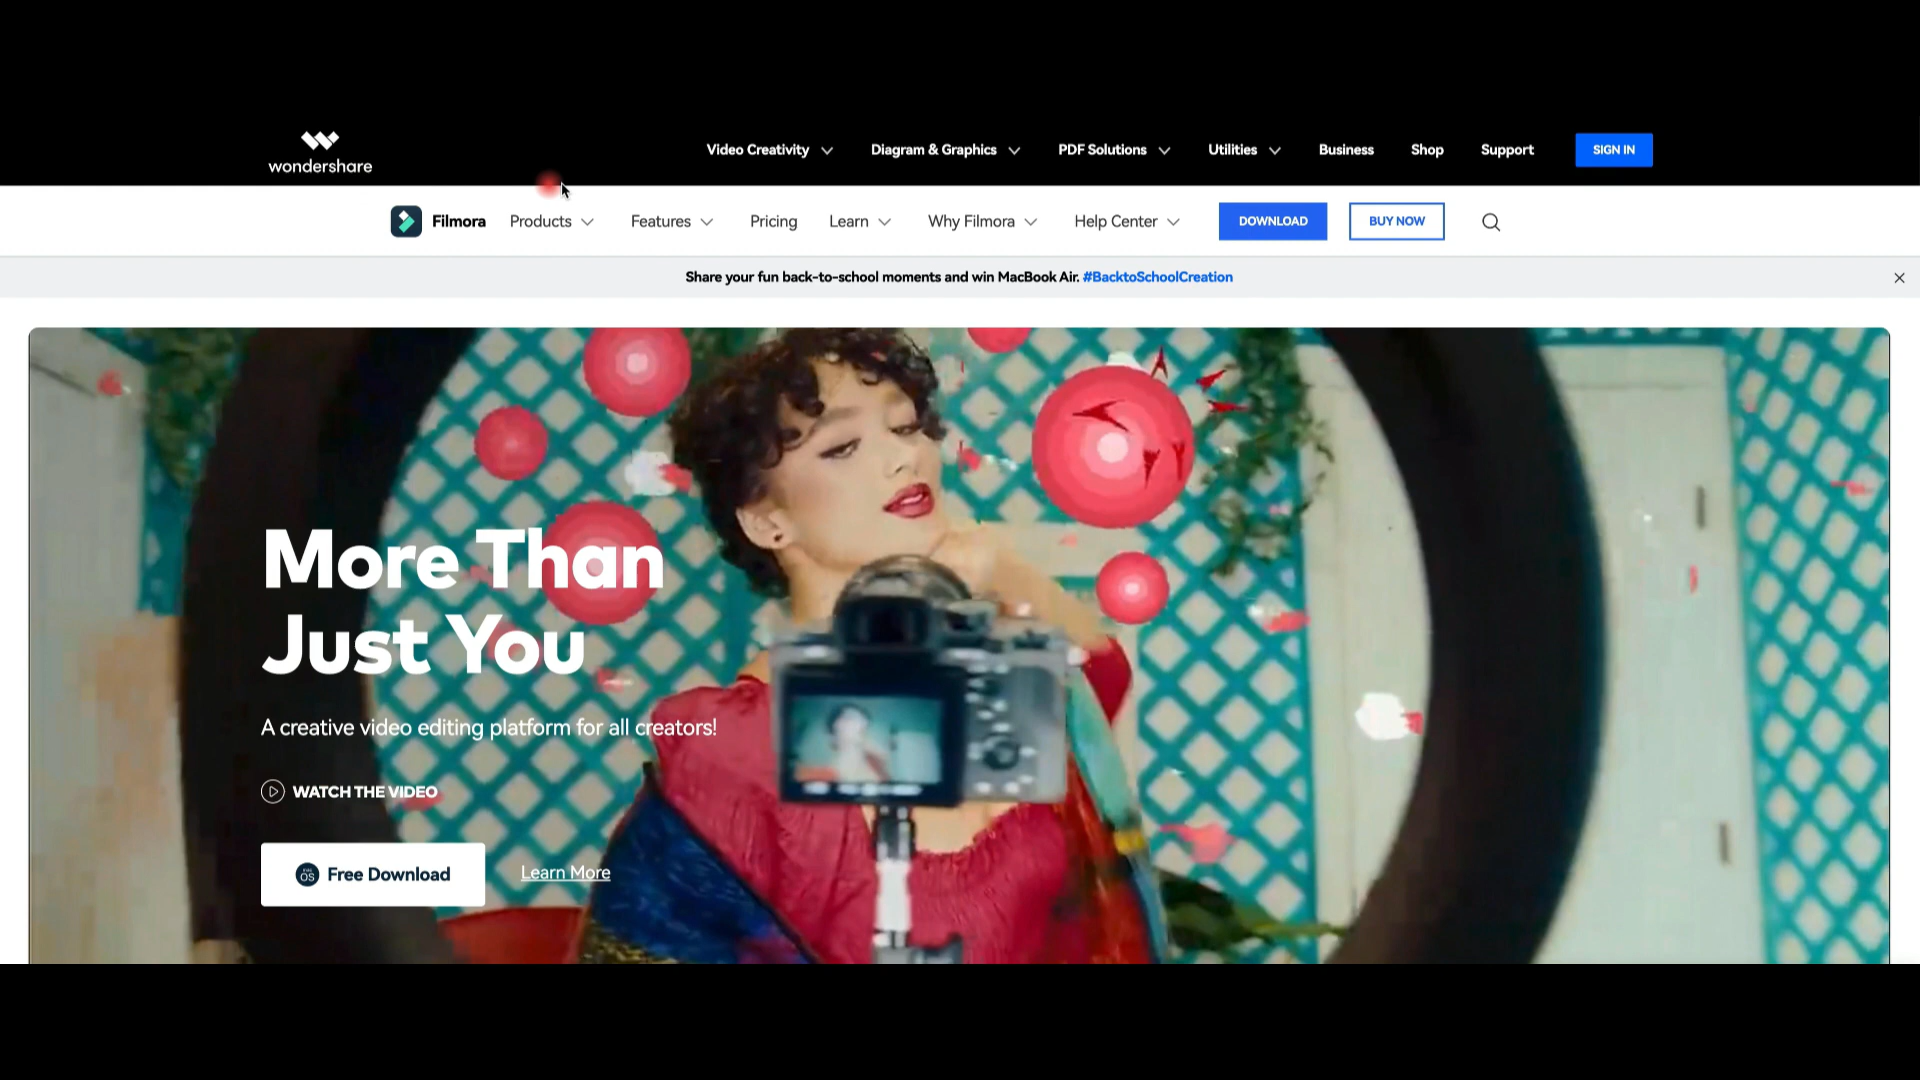 wondershare
Video Creativity Diagram & Graphics PDF Solutions Utilities Business Shop Support SIGN IN
Filmora Products Features Pricing Learn Why Filmora Help Center DOWNLOAD BUY NOW
Share your fun back-to-school moments and win MacBook Air. #BacktoSchoolCreation
More Than
Just You
A creative video editing platform for all creators!
WATCH THE VIDEO
Free Download Learn More